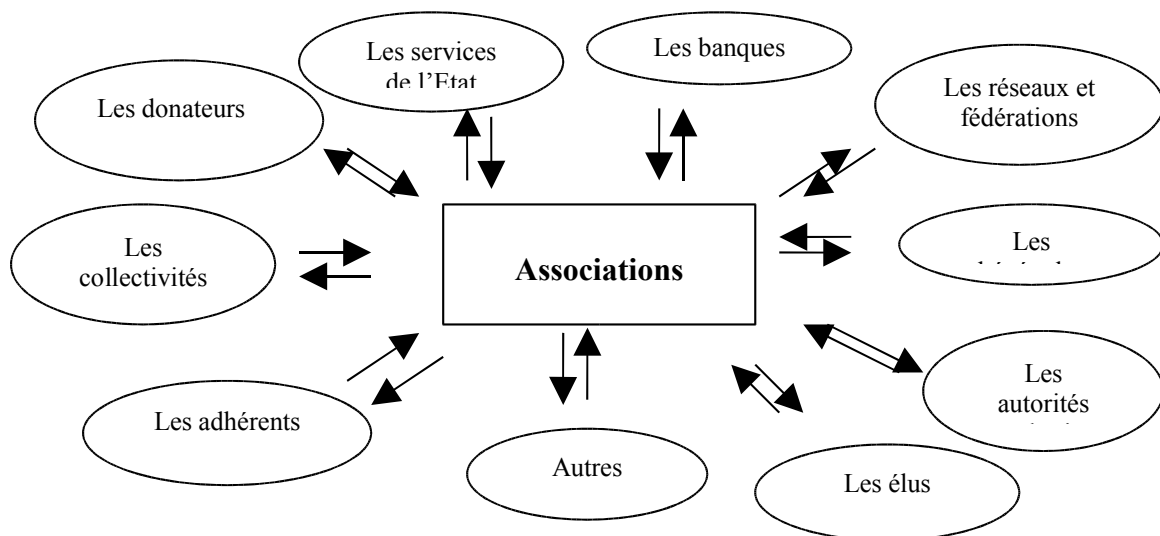 Les services
de l’Etat
Les banques
Les donateurs
Les réseaux et
fédérations
Les
collectivités
Associations
Les
Les
autorités
Les adhérents
Autres
Les élus